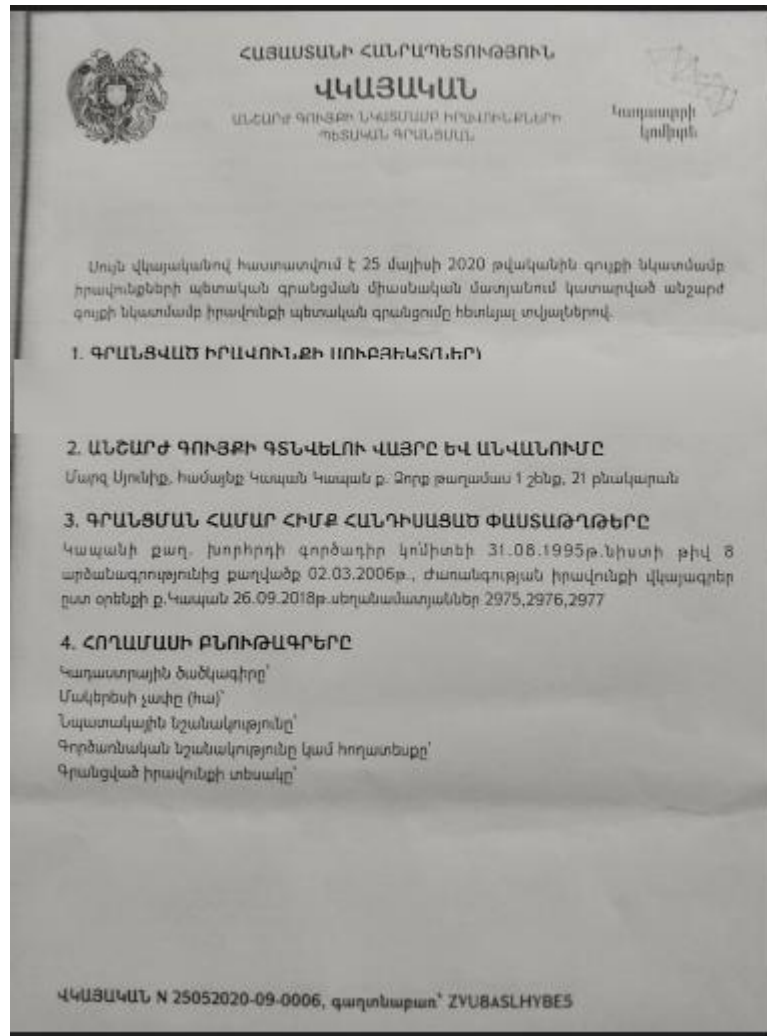 ՀԱՅԱՍՏԱՆԻ ՀԱՆՐԱՊԵՏՈՒԹՅՈՒՆ
ՎԿԱՅԱԿԱՆ
ԱՆՇԱՐԺ ԳՈՒՅՔԻ ՆԿԱՏՄԱՄԲ ԻՐԱՎՈՒՆՔՆԵՐԻ
ՊԵՏԱԿԱՆ ԳՐԱՆՑՄԱՆ
Կադաստրի
կոմիտե
Սույն վկայականով հաստատվում է 25 մայիսի 2020 թվականին գույքի նկատմամբ
իրավունքների պետական գրանցման միասնական մատյանում կատարված անշարժ
գույքի նկատմամբ իրավունքի պետական գրանցումը հետևյալ տվյալներով.
1. ԳՐԱՆՑՎԱԾ ԻՐԱՎՈՒՆՔԻ ՍՈՒԲՅԵԿՏ(ՆԵՐ)
2. ԱՆՇԱՐԺ ԳՈՒՅՔԻ ԳՏՆՎԵԼՈՒ ՎԱՅՐԸ ԵՎ ԱՆՎԱՆՈՒՄԸ
Մարզ Սյունիք, համայնք Կապան Կապան ք. Ձորք թաղամաս 1 շենք, 21 բնակարան
3. ԳՐԱՆՑՄԱՆ ՀԱՄԱՐ ՀԻՄՔ ՀԱՆԴԻՍԱՑԱԾ ՓԱՍՏԱԹՂԹԵՐԸ
Կապանի քաղ. խորհրդի գործադիր կոմիտեի 31.08.1995թ.նիստի թիվ 8
արձանագրությունից քաղվածք 02.03.2006թ., Ժառանգության իրավունքի վկայագրեր
ըստ օրենքի ք.Կապան 26.09.2018թ.սեղանամատյաններ 2975,2976,2977
4. ՀՈՂԱՄԱՍԻ ԲՆՈՒԹԱԳՐԵՐԸ
Կադաստրային ծածկագիրը՝
Մակերեսի չափը (հա)՝
Նպատակային նշանակությունը՝
Գործառնական նշանակությունը կամ հողատեսքը՝
Գրանցված իրավունքի տեսակը՝
ՎԿԱՅԱԿԱՆ N 25052020-09-0006, գաղտնաբառ՝ ZYUBASLHYBE5